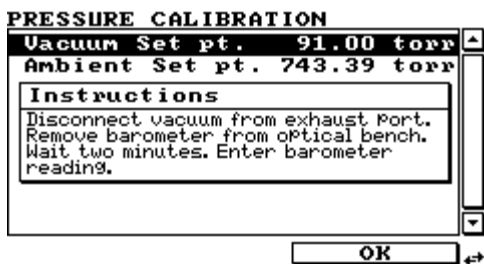 PRESSURE CALIBRATION
Vacuum Set pt. 91.00 torr
Ambient Set pt. 743.39 torr
Instructions
Disconnect vacuum from exhaust port.
Remove barometer from optical bench.
Wait two minutes. Enter barometer
reading.
OK